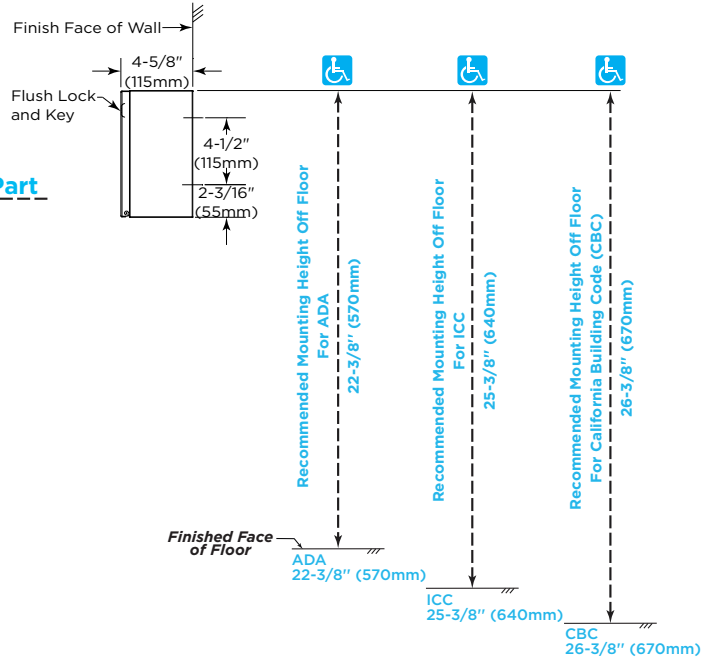 Finish Face of Wall
4-5/8"
(115mm)
Flush Lock
and Key
4-1/2"
(115mm)
Part
2-3/16"
(55mm)
Recommended Mounting Height Off Floor
For ADA
22-3/8" (570mm)
Recommended Mounting Height Off Floor
For ICC
25-3/8" (640mm)
Recommended Mounting Height Off Floor
For California Building Code (CBC)
26-3/8" (670mm)
Finished Face
of Floor
ADA
22-3/8'' (570mm)
ICC
25-3/8'' (640mm)
CBC
26-3/8'' (670mm)